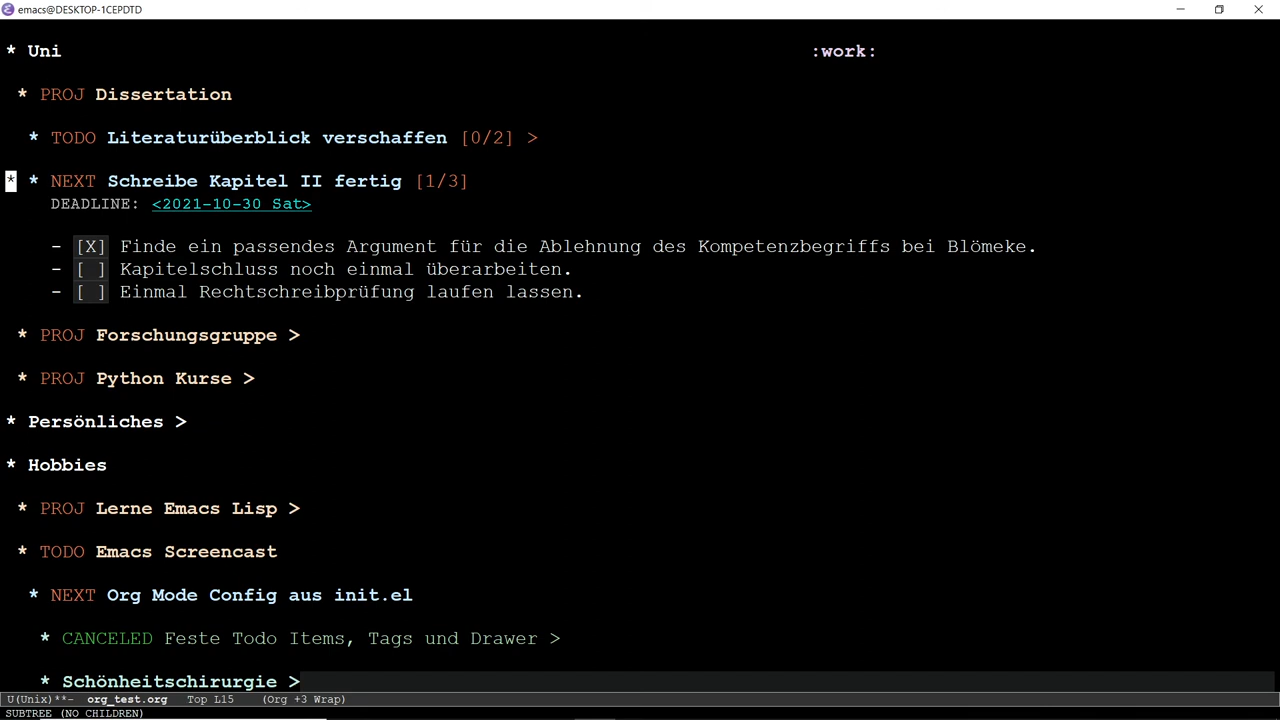 emacs@DESKTOP-1CEPDTD
* Uni :work:
* PROJ Dissertation
* TODO Literaturüberblick verschaffen [0/2] >
* * NEXT Schreibe Kapitel II fertig [1/3]
DEADLINE: <2021-10-30 Sat>
- [X] Finde ein passendes Argument für die Ablehnung des Kompetenzbegriffs bei Blömeke.
- [ ] Kapitelschluss noch einmal überarbeiten.
- [ ] Einmal Rechtschreibprüfung laufen lassen.
* PROJ Forschungsgruppe >
* PROJ Python Kurse >
* Persönliches >
* Hobbies
* PROJ Lerne Emacs Lisp >
* TODO Emacs Screencast
* NEXT Org Mode Config aus init.el
* CANCELED Feste Todo Items, Tags und Drawer >
* Schönheitschirurgie >
U(Unix)**- org_test.org Top L15 (Org +3 Wrap)
SUBTREE (NO CHILDREN)